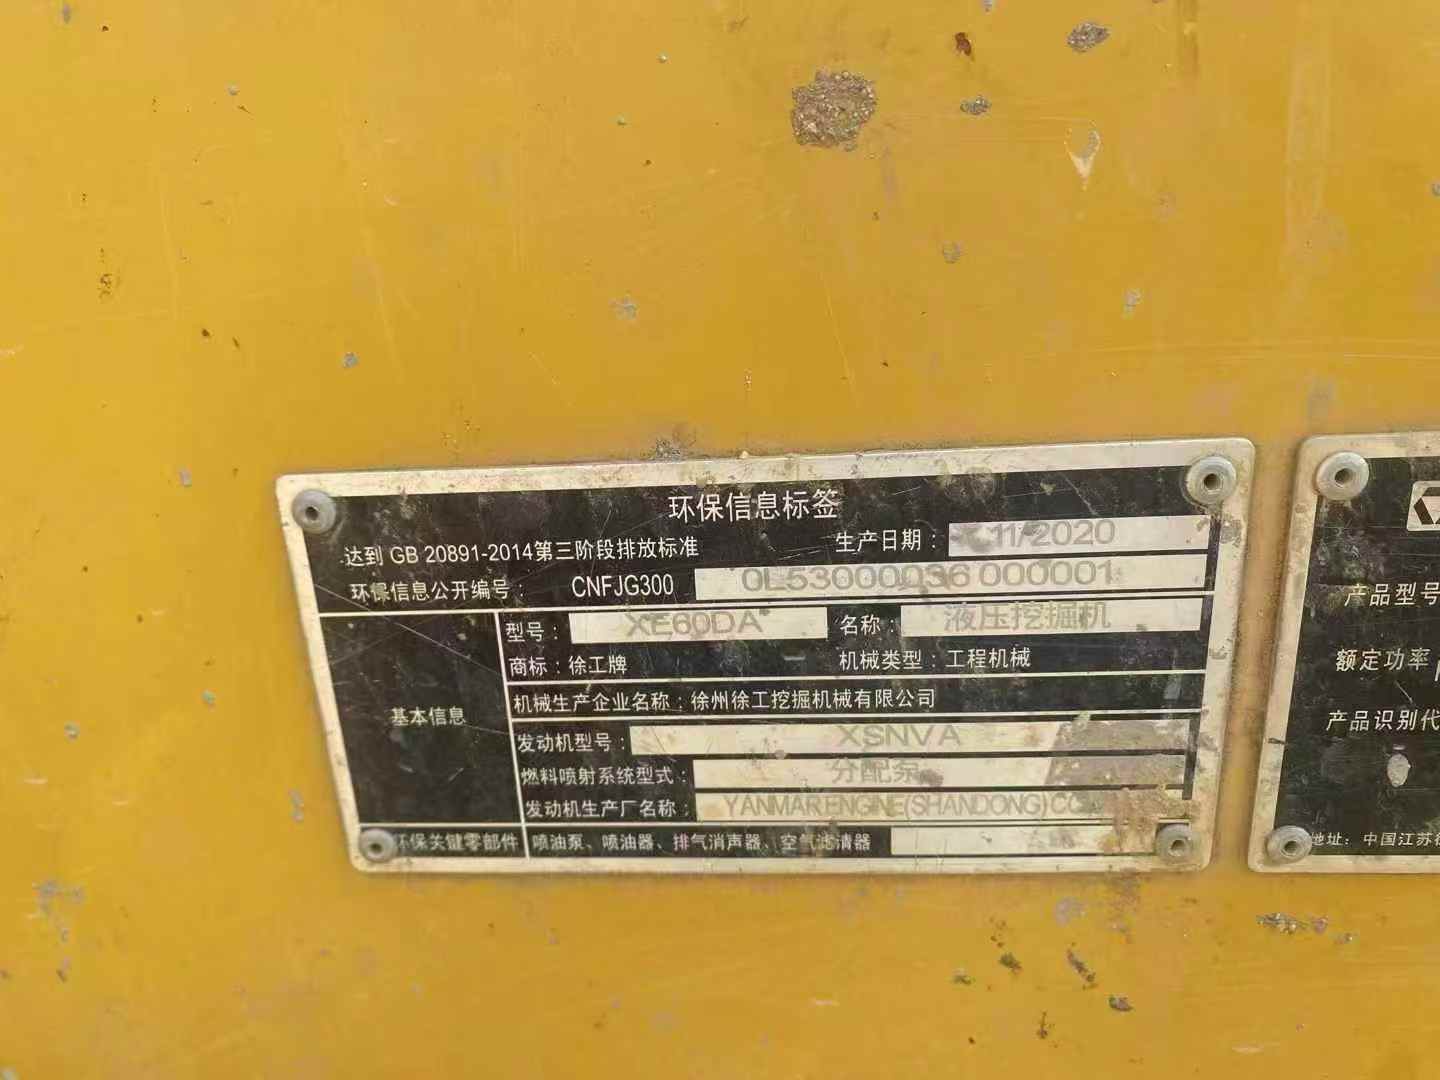 环保信息标签
达到 GB 20891-2014第三阶段排放标准 生产日期： 11/2020
环保信息公开编号： CNFJG300 0L53000036 000001
型号： XE60DA 名称： 液压挖掘机
商标：徐工牌 机械类型：工程机械
基本信息
机械生产企业名称：徐州徐工挖掘机械有限公司
发动机型号： XSNVA
燃料喷射系统型式： 分配泵
发动机生产厂名称： YANMAR ENGINE(SHANDONG)CO
环保关键零部件 喷油泵、喷油器、排气消声器、空气滤清器
产品型号
额定功率
产品识别代
地址：中国江苏